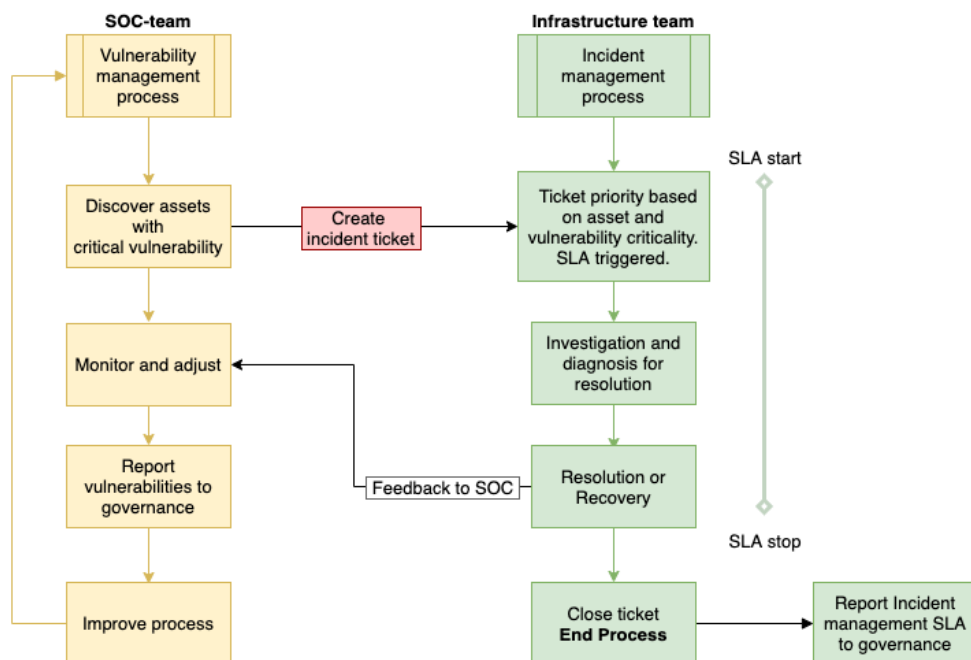 SOC-team
Infrastructure team
Vulnerability
management
process
Incident
management
process
SLA start
Discover assets
with
critical vulnerability
Create
incident ticket
Ticket priority based
on asset and
vulnerability criticality.
SLA triggered.
Monitor and adjust
Investigation and
diagnosis for
resolution
Report
vulnerabilities to
governance
Feedback to SOC
Resolution or
Recovery
SLA stop
Improve process
Close ticket
End Process
Report Incident
management SLA
to governance